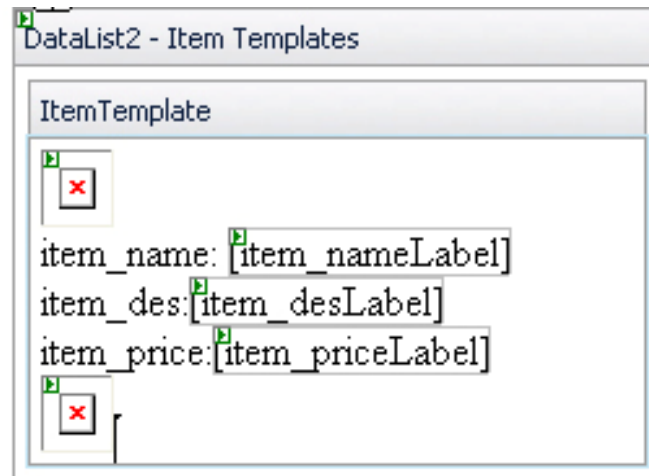 DataList2 - Item Templates
ItemTemplate
item_name: [item_nameLabel]
item_des:[item_desLabel]
item_price:[item_priceLabel]